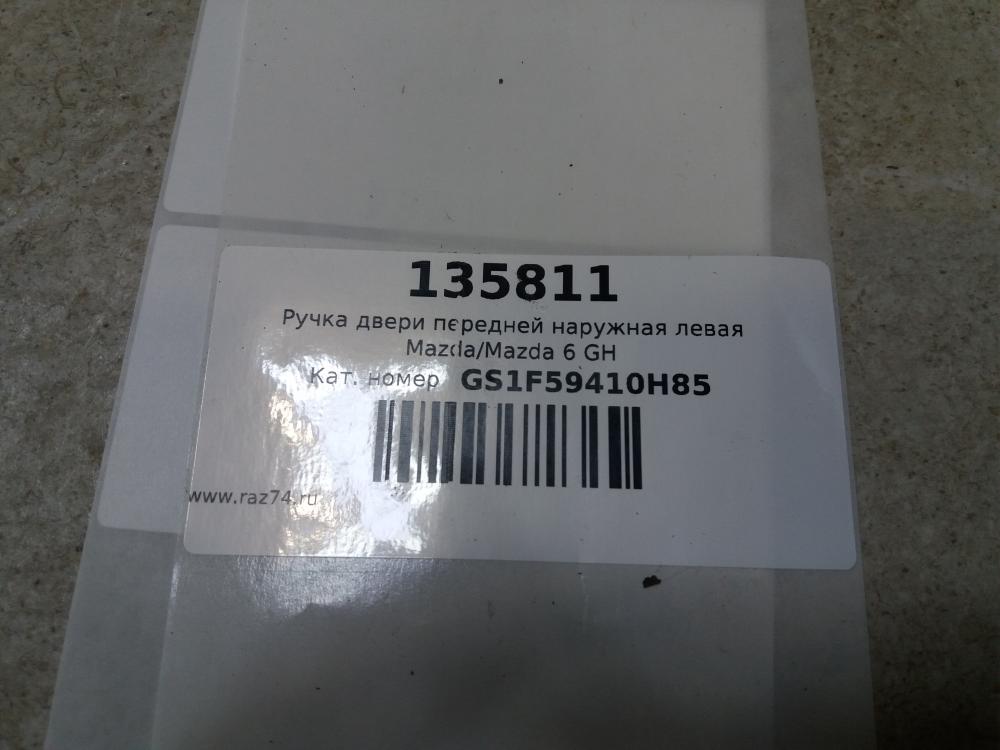 135811
Ручка двери передней наружная левая
Mazda/Mazda 6 GH
Кат. номер GS1F59410H85
www.raz74.ru